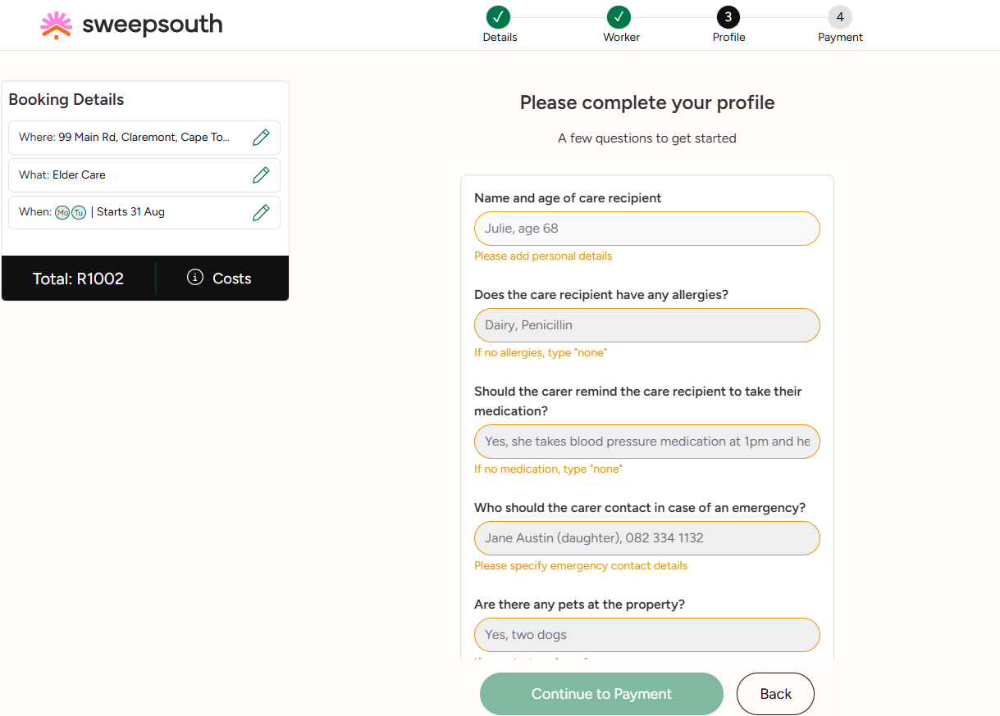 sweepsouth
✓ ✓ 3 4
Details Worker Profile Payment
Booking Details
Where: 99 Main Rd, Claremont, Cape To...
What: Elder Care
When: Mo Tu | Starts 31 Aug
Total: R1002 Costs
Please complete your profile
A few questions to get started
Name and age of care recipient
Julie, age 68
Please add personal details
Does the care recipient have any allergies?
Dairy, Penicillin
If no allergies, type "none"
Should the carer remind the care recipient to take their
medication?
Yes, she takes blood pressure medication at 1pm and he
If no medication, type "none"
Who should the carer contact in case of an emergency?
Jane Austin (daughter), 082 334 1132
Please specify emergency contact details
Are there any pets at the property?
Yes, two dogs
Continue to Payment Back